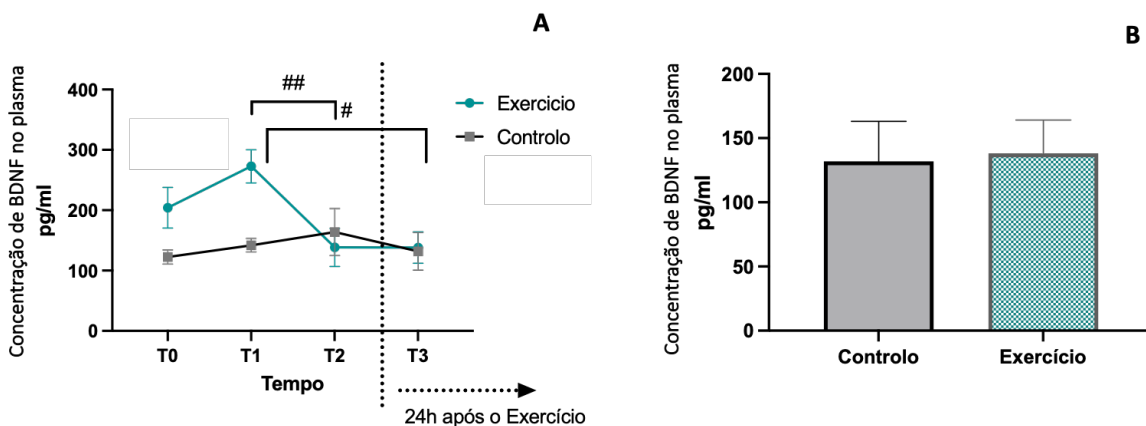 A
Concentração de BDNF no plasma
pg/ml
400
300
200
100
0
##
#
Exercicio
Controlo
T0
T1
T2
T3
Tempo
24h após o Exercício
B
Concentração de BDNF no plasma
pg/ml
200
150
100
50
0
Controlo
Exercício